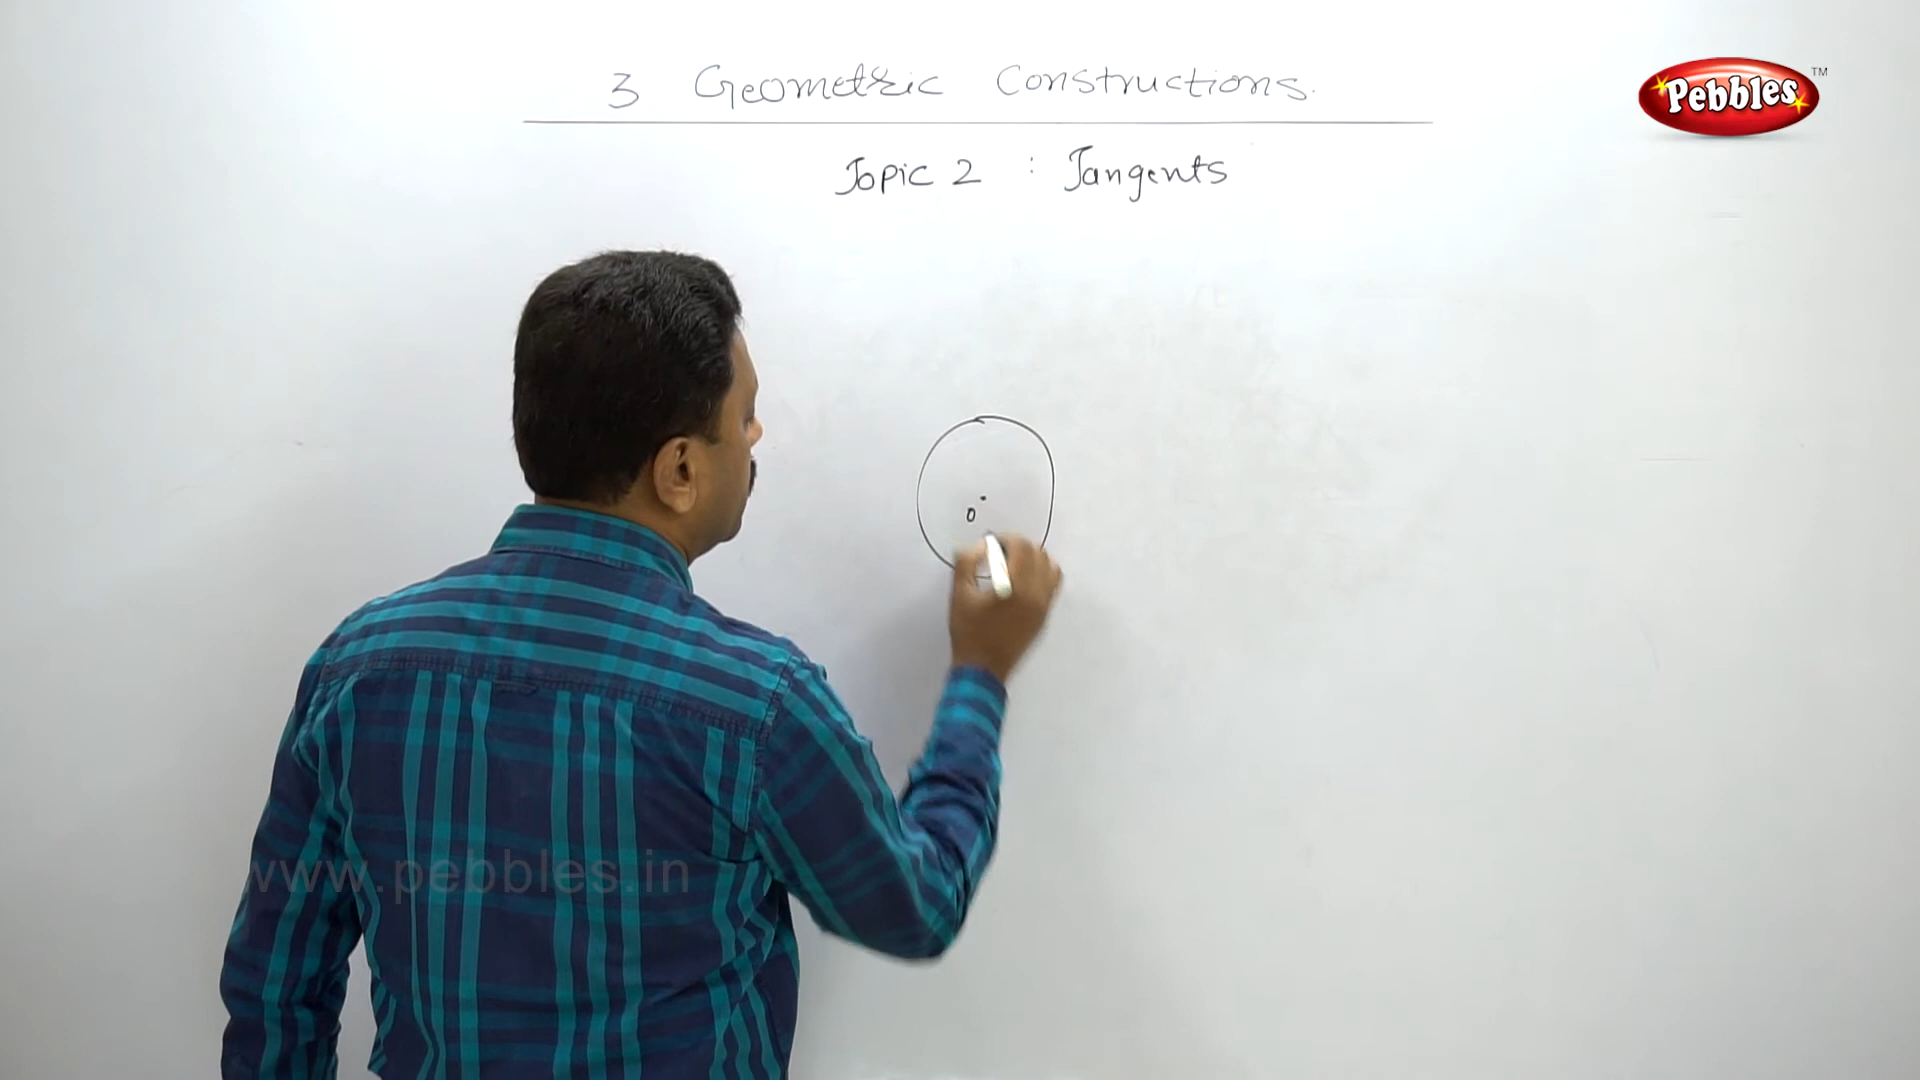 3 Geometric Constructions.
Pebbles TM
Topic 2 : Tangents
O
www.pebbles.in